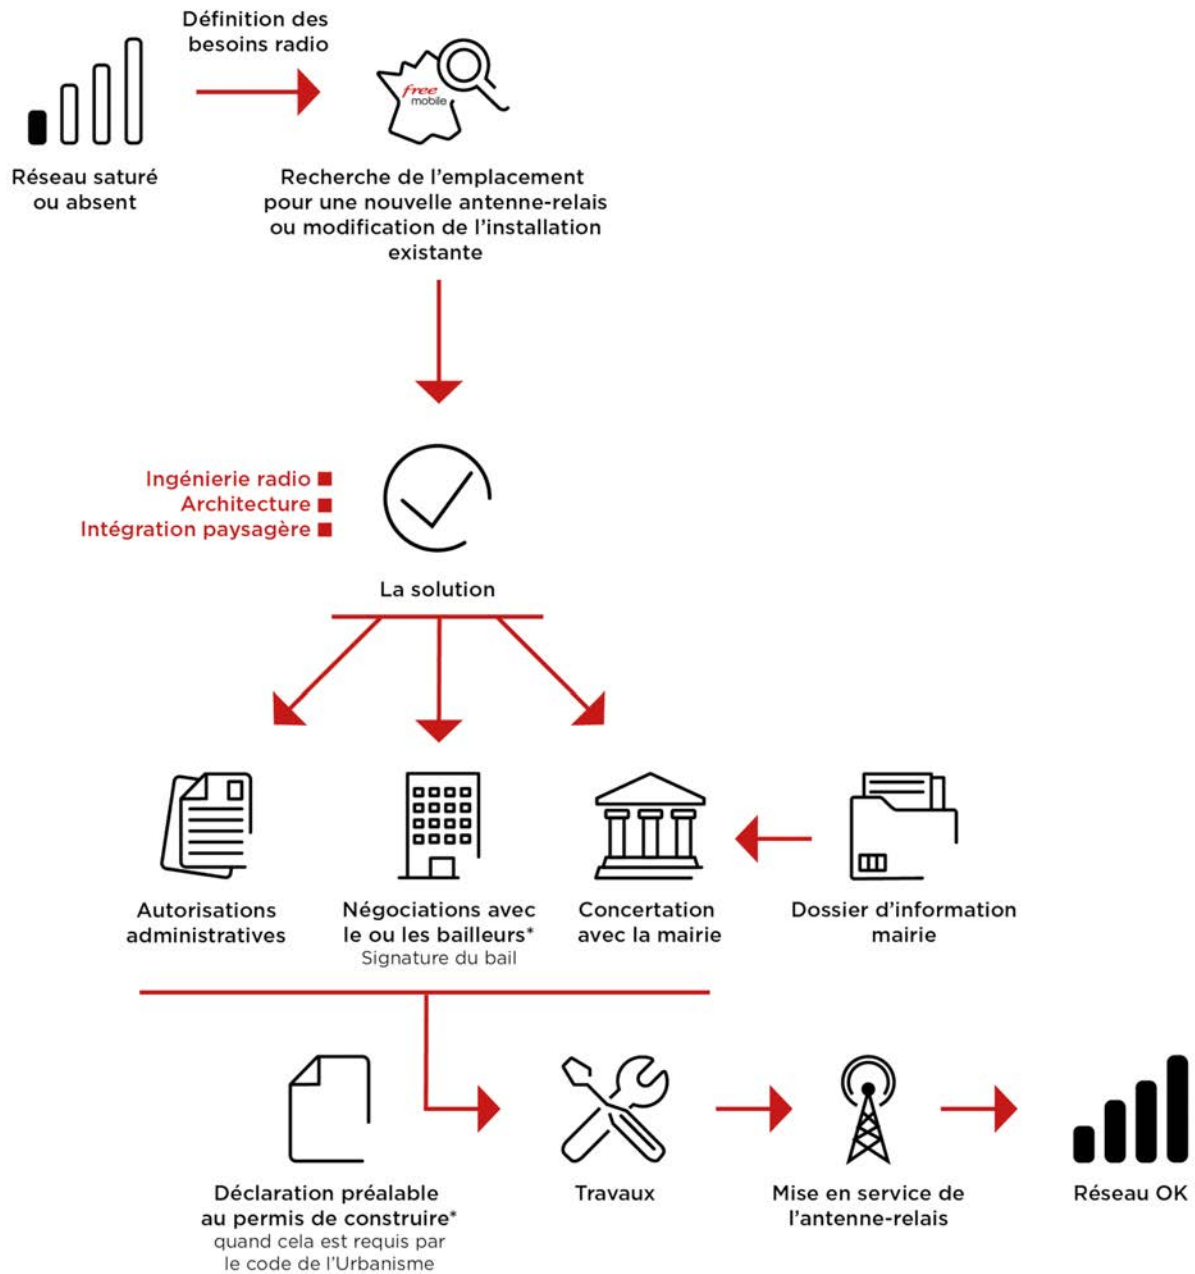 Définition des
besoins radio
free
mobile
Réseau saturé
ou absent
Recherche de l'emplacement
pour une nouvelle antenne-relais
ou modification de l'installation
existante
Ingénierie radio
Architecture
Intégration paysagère
La solution
Autorisations
administratives
Négociations avec
le ou les bailleurs*
Signature du bail
Concertation
avec la mairie
Dossier d'information
mairie
Déclaration préalable
au permis de construire*
quand cela est requis par
le code de l'Urbanisme
Travaux
Mise en service de
l'antenne-relais
Réseau OK